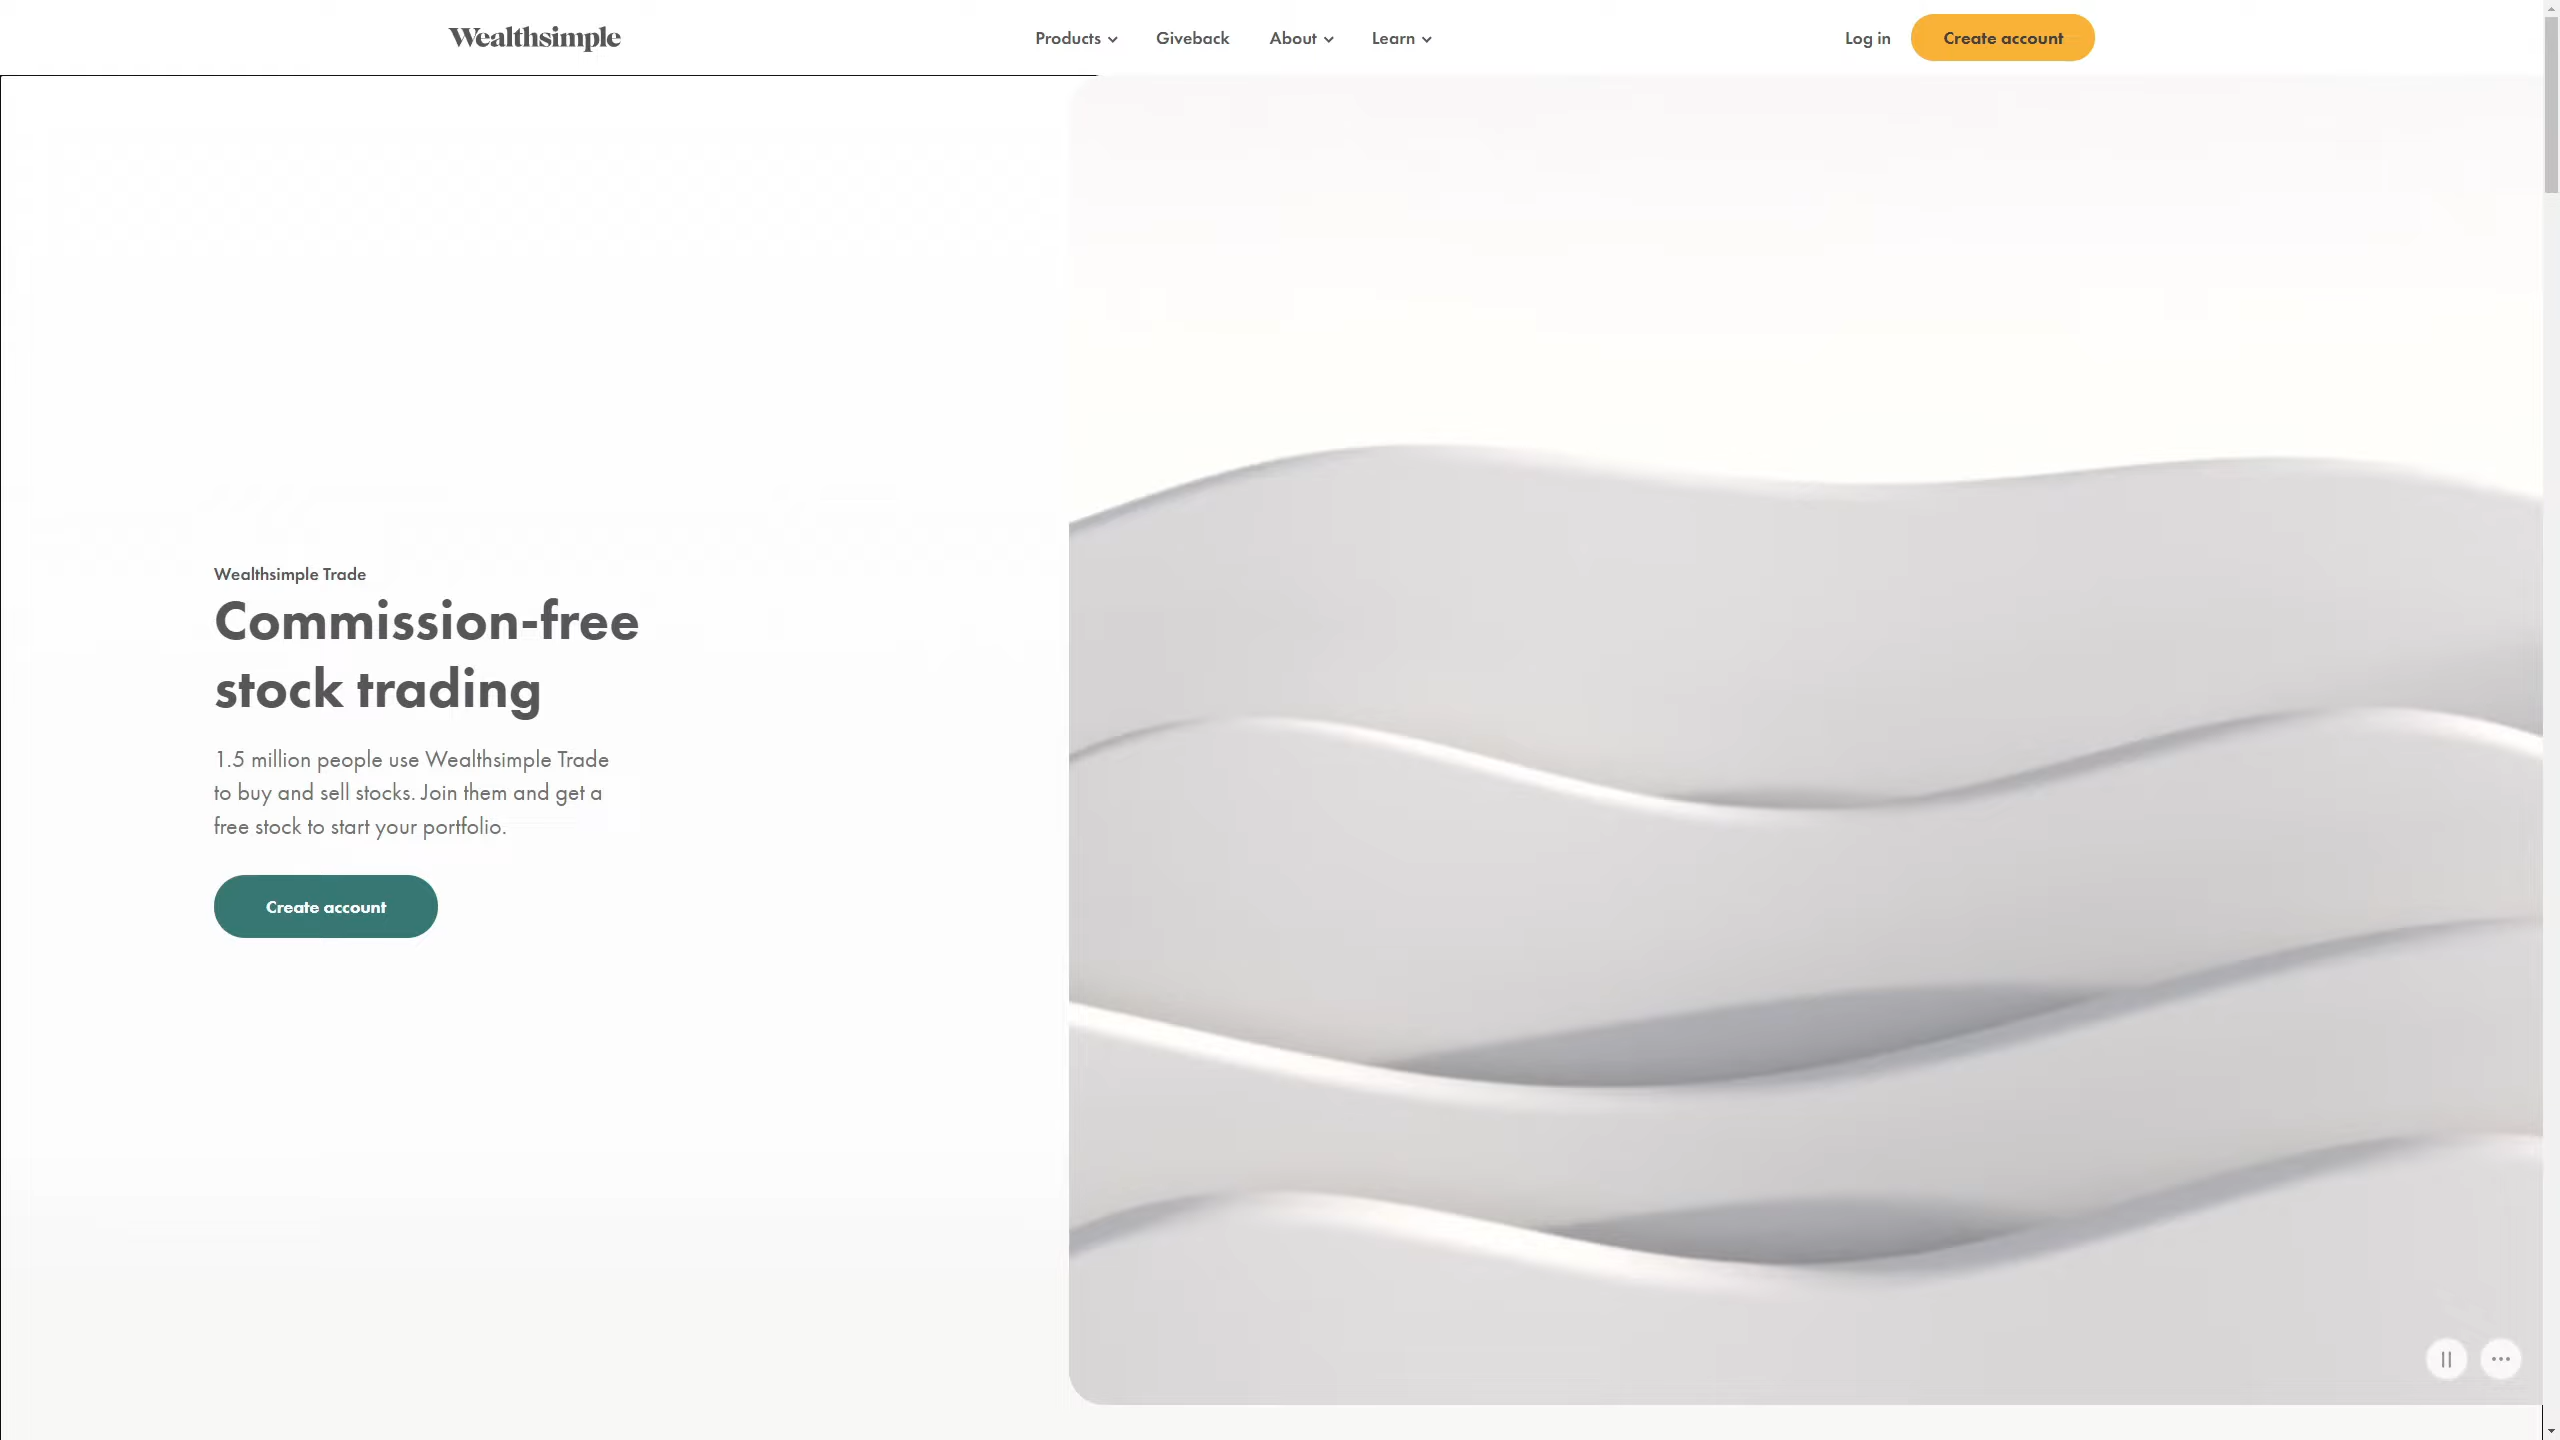 Wealthsimple
Products
Giveback
About
Learn
Log in
Create account
Wealthsimple Trade
Commission-free
stock trading
1.5 million people use Wealthsimple Trade
to buy and sell stocks. Join them and get a
free stock to start your portfolio.
Create account